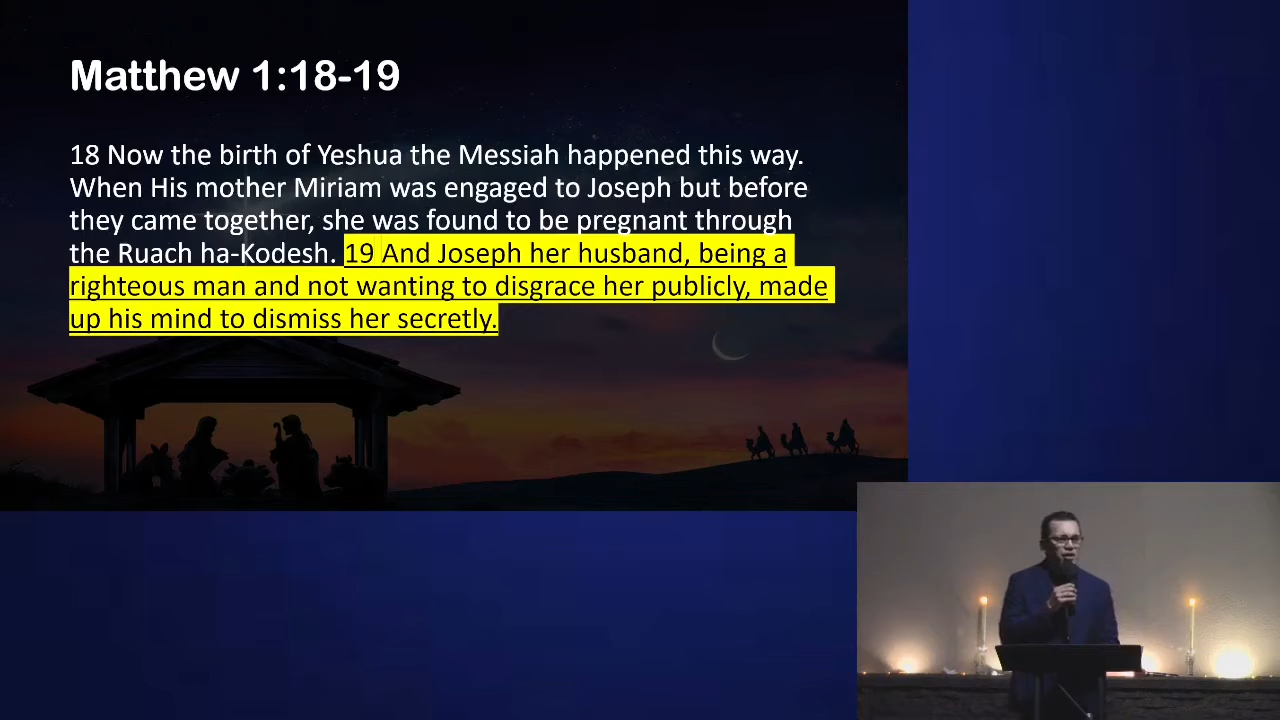 Matthew 1:18-19
18 Now the birth of Yeshua the Messiah happened this way.
When His mother Miriam was engaged to Joseph but before
they came together, she was found to be pregnant through
the Ruach ha-Kodesh. 19 And Joseph her husband, being a
righteous man and not wanting to disgrace her publicly, made
up his mind to dismiss her secretly.